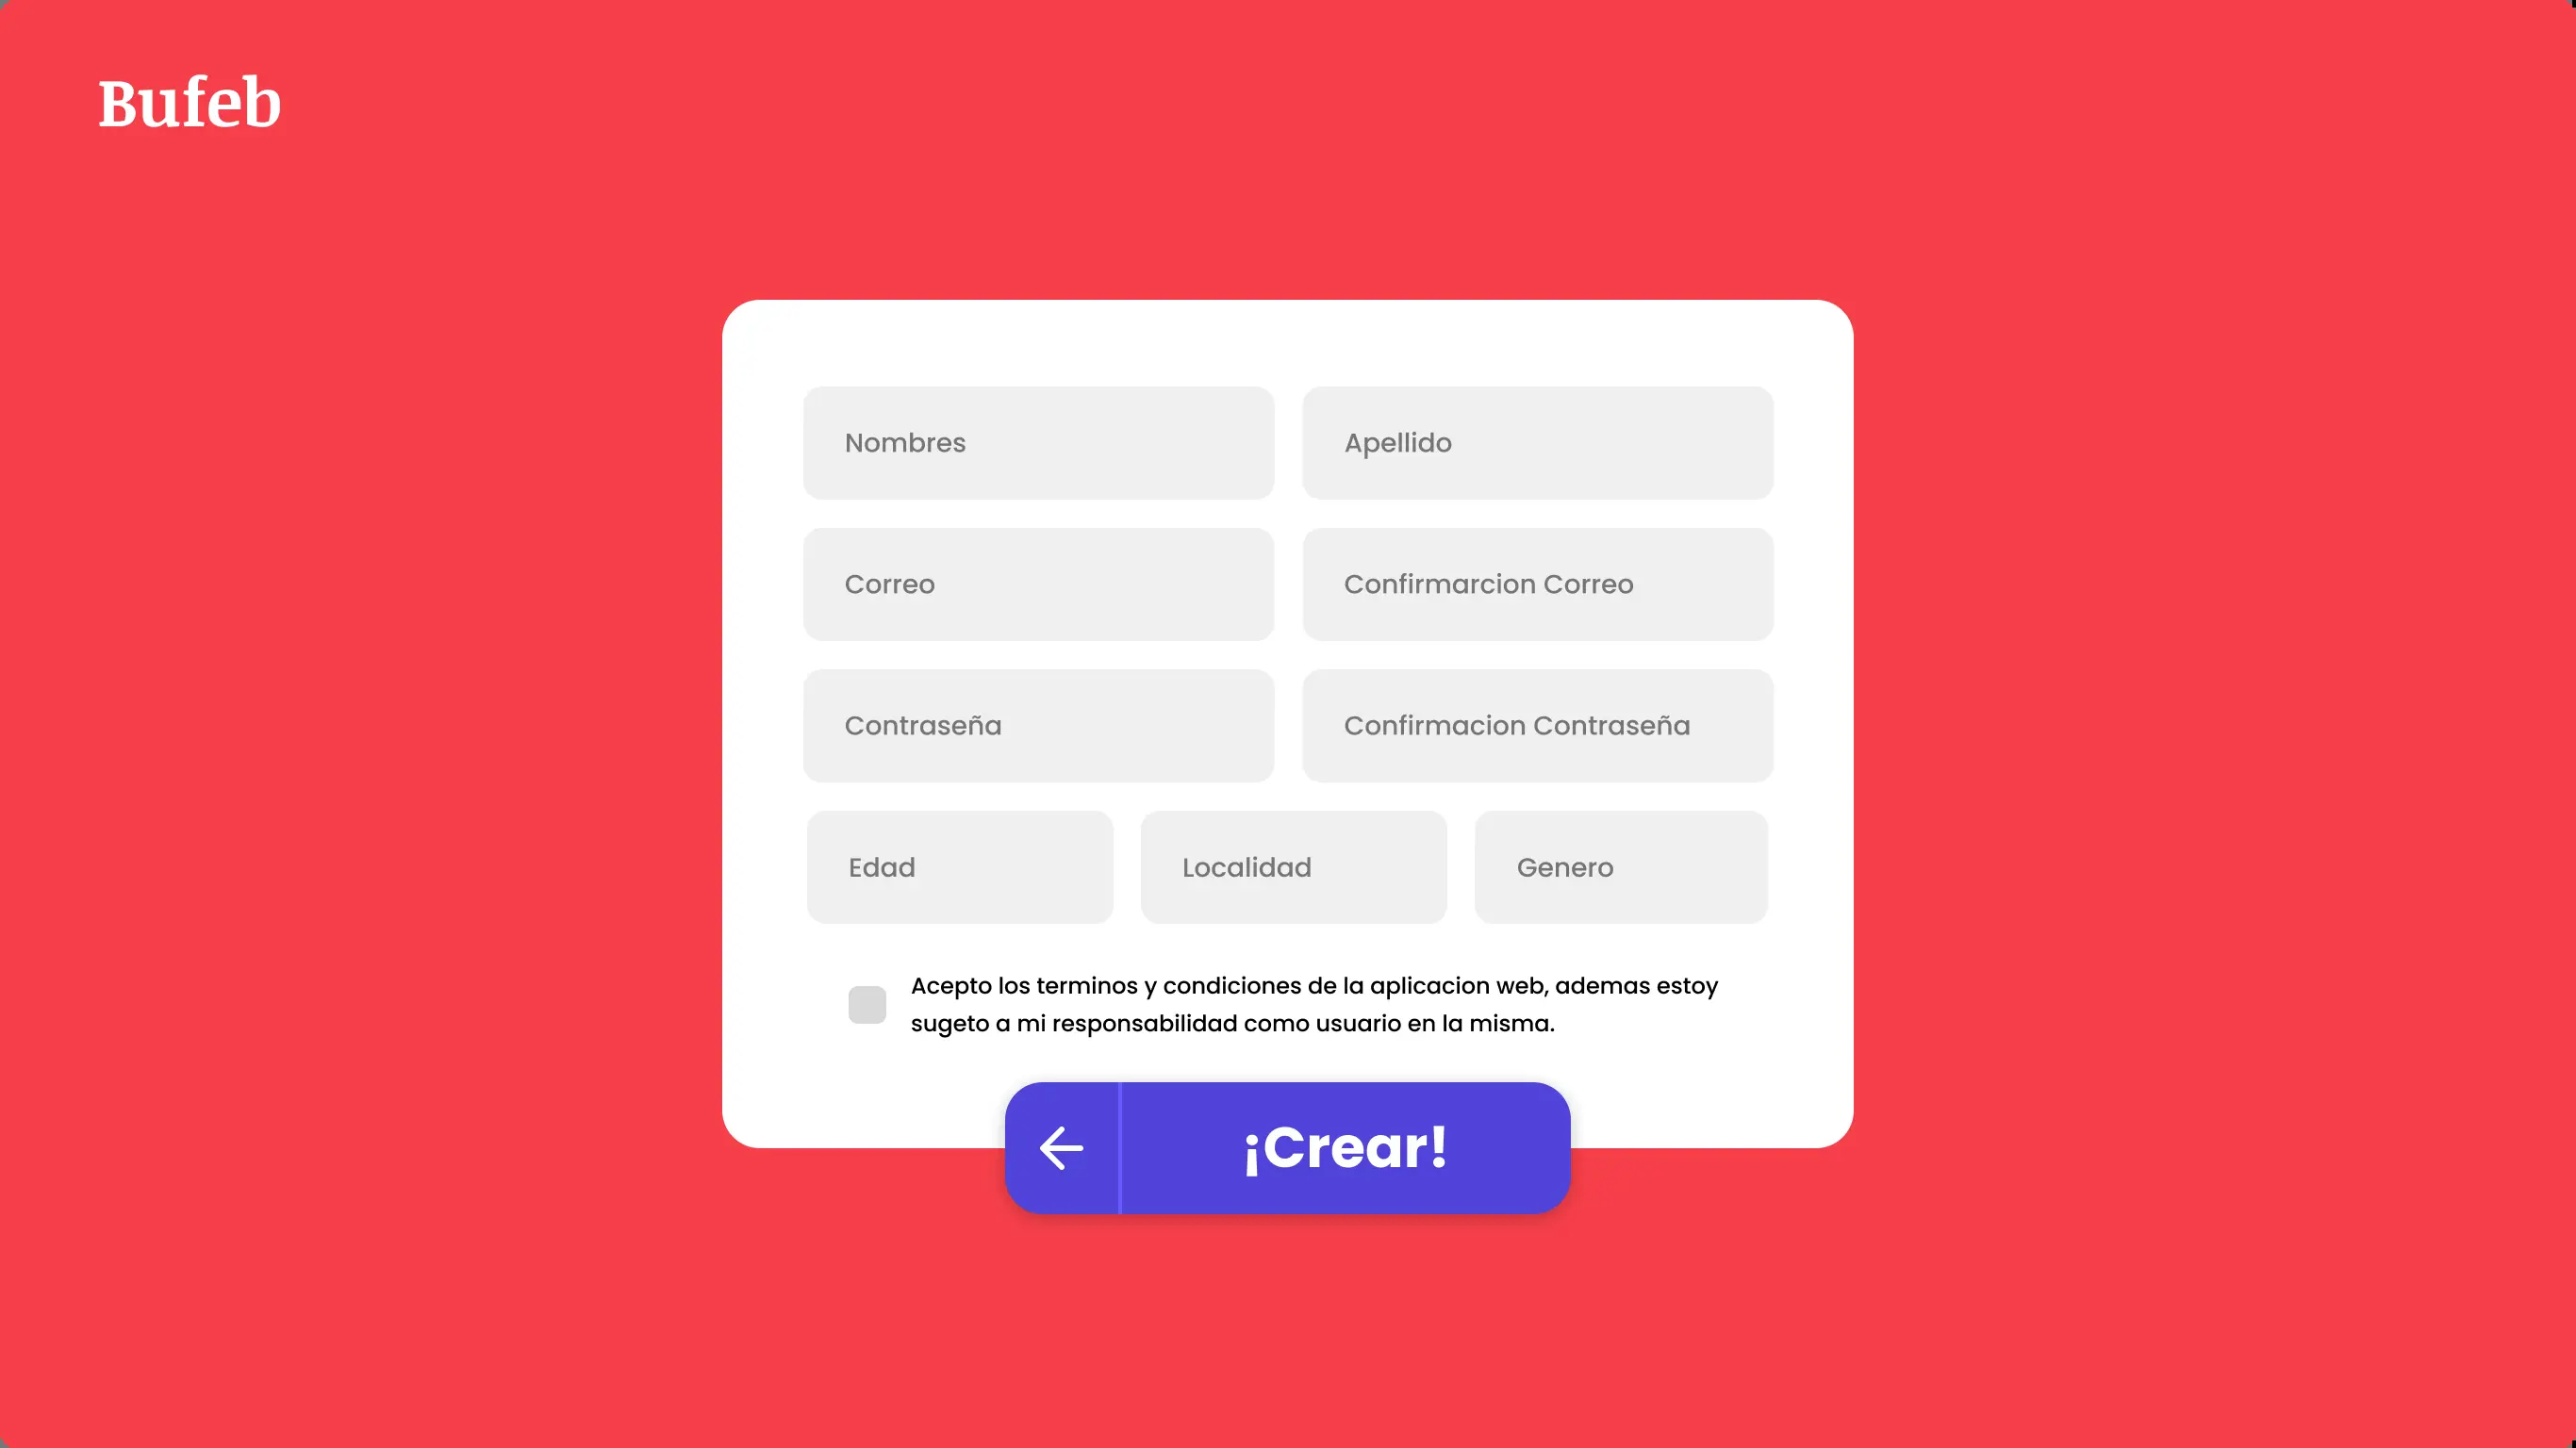 Bufeb
Nombres
Apellido
Correo
Confirmarcion Correo
Contraseña
Confirmacion Contraseña
Edad
Localidad
Genero
Acepto los terminos y condiciones de la aplicacion web, ademas estoy
sugeto a mi responsabilidad como usuario en la misma.
¡Crear!